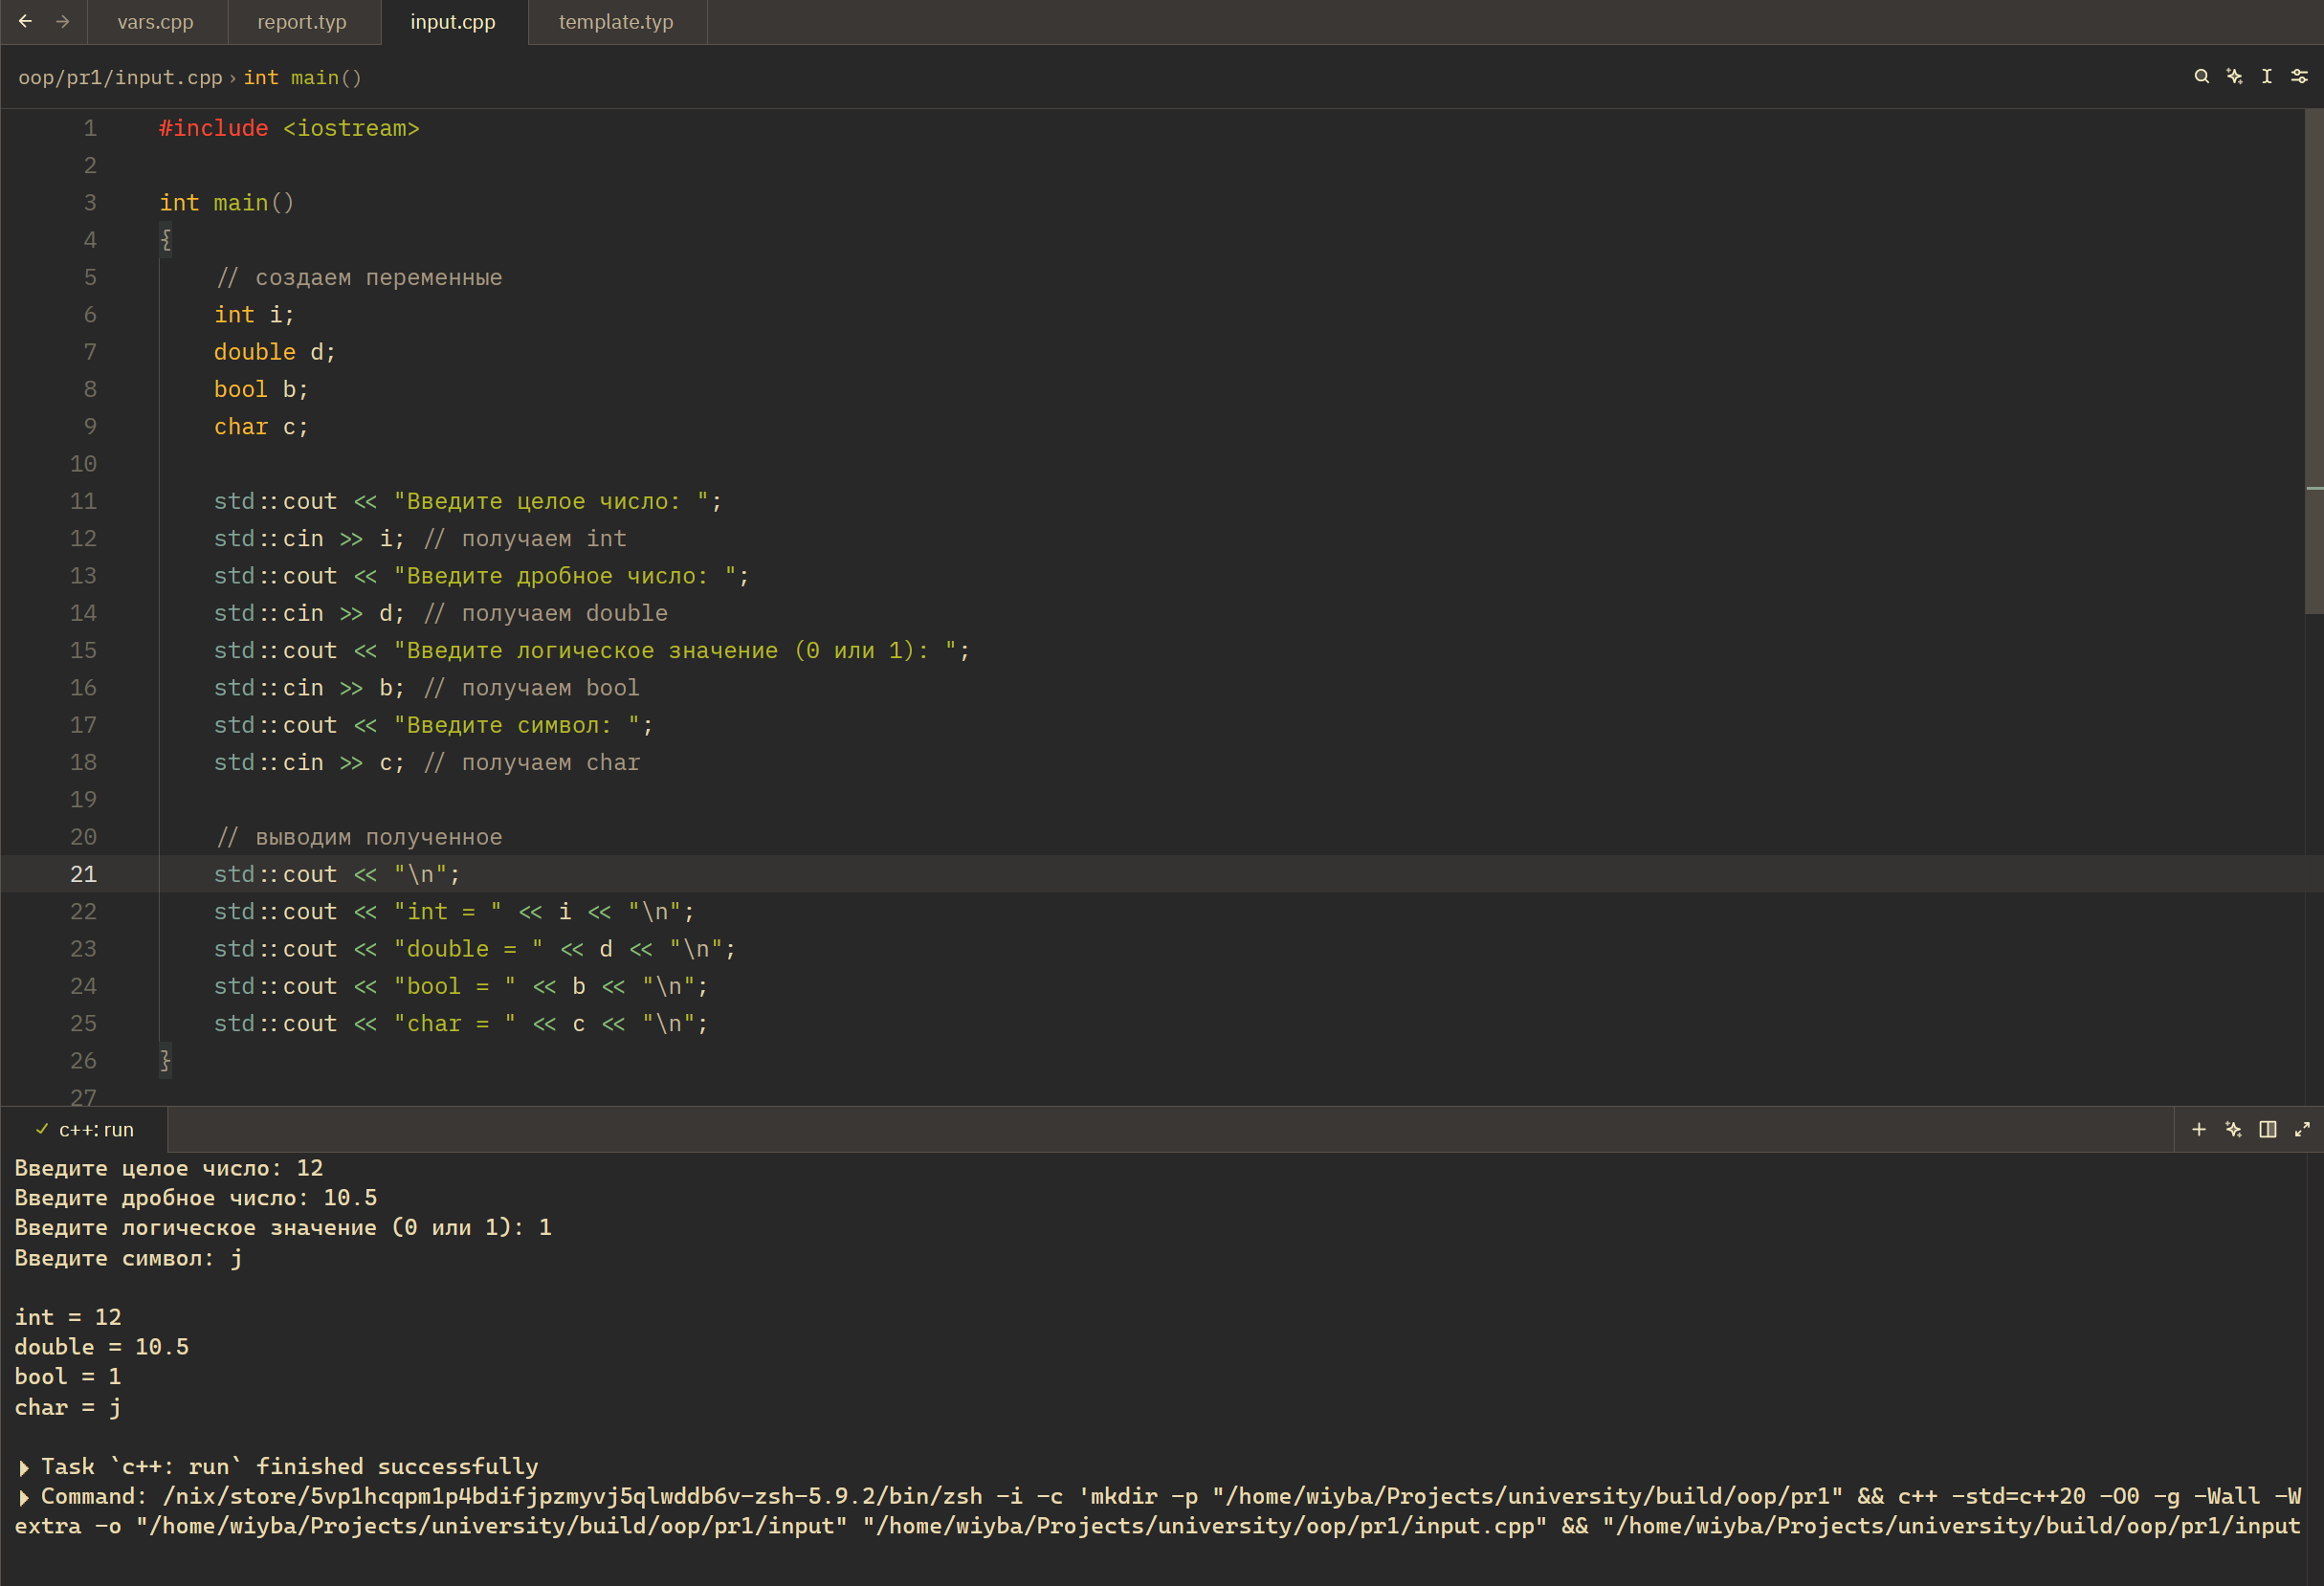 vars.cpp report.typ input.cpp template.typ
oop/pr1/input.cpp › int main()
1 #include <iostream>
2
3 int main()
4 {
5 // создаем переменные
6 int i;
7 double d;
8 bool b;
9 char c;
10
11 std::cout << "Введите целое число: ";
12 std::cin >> i; // получаем int
13 std::cout << "Введите дробное число: ";
14 std::cin >> d; // получаем double
15 std::cout << "Введите логическое значение (0 или 1): ";
16 std::cin >> b; // получаем bool
17 std::cout << "Введите символ: ";
18 std::cin >> c; // получаем char
19
20 // выводим полученное
21 std::cout << "\n";
22 std::cout << "int = " << i << "\n";
23 std::cout << "double = " << d << "\n";
24 std::cout << "bool = " << b << "\n";
25 std::cout << "char = " << c << "\n";
26 }
27
c++: run
Введите целое число: 12
Введите дробное число: 10.5
Введите логическое значение (0 или 1): 1
Введите символ: j
int = 12
double = 10.5
bool = 1
char = j
Task `c++: run` finished successfully
Command: /nix/store/5vp1hcqpm1p4bdifjpzmyvj5qlwddb6v-zsh-5.9.2/bin/zsh -i -c 'mkdir -p "/home/wiyba/Projects/university/build/oop/pr1" && c++ -std=c++20 -O0 -g -Wall -W
extra -o "/home/wiyba/Projects/university/build/oop/pr1/input" "/home/wiyba/Projects/university/oop/pr1/input.cpp" && "/home/wiyba/Projects/university/build/oop/pr1/input